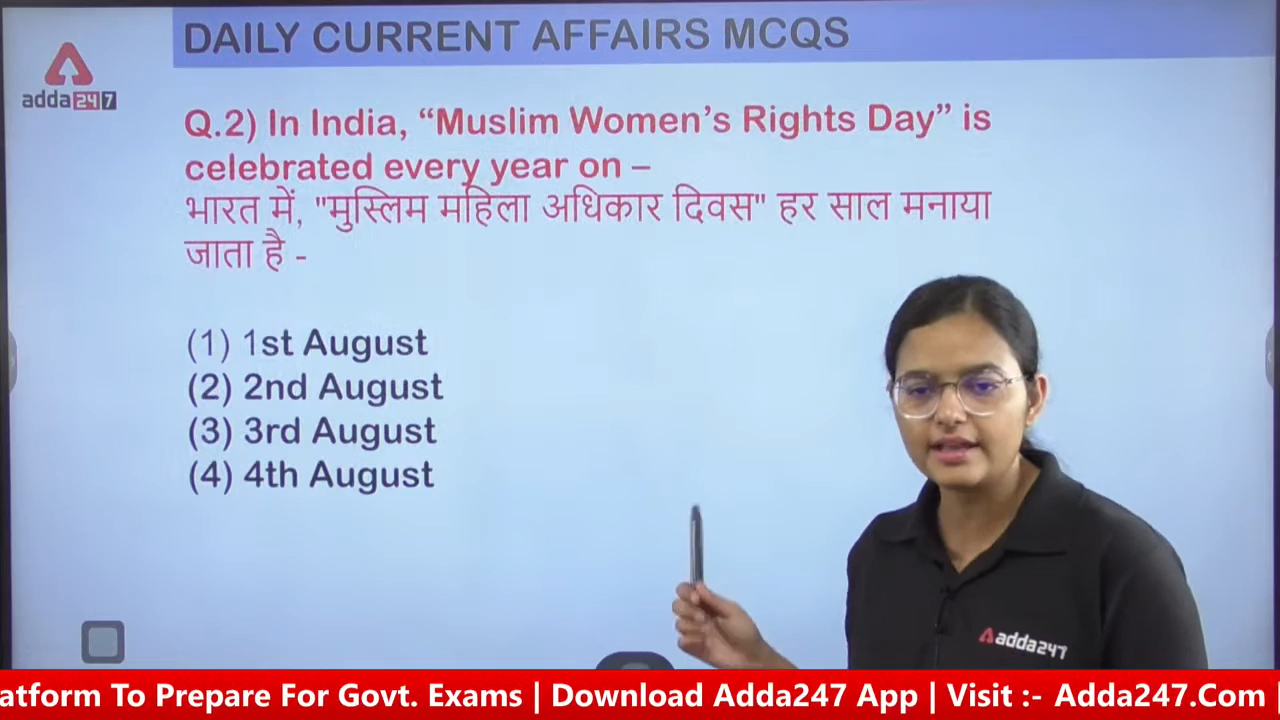 DAILY CURRENT AFFAIRS MCQS
adda247
Q.2) In India, “Muslim Women’s Rights Day” is
celebrated every year on –
भारत में, "मुस्लिम महिला अधिकार दिवस" हर साल मनाया
जाता है -
(1) 1st August
(2) 2nd August
(3) 3rd August
(4) 4th August
adda247
atform To Prepare For Govt. Exams | Download Adda247 App | Visit :- Adda247.Com |